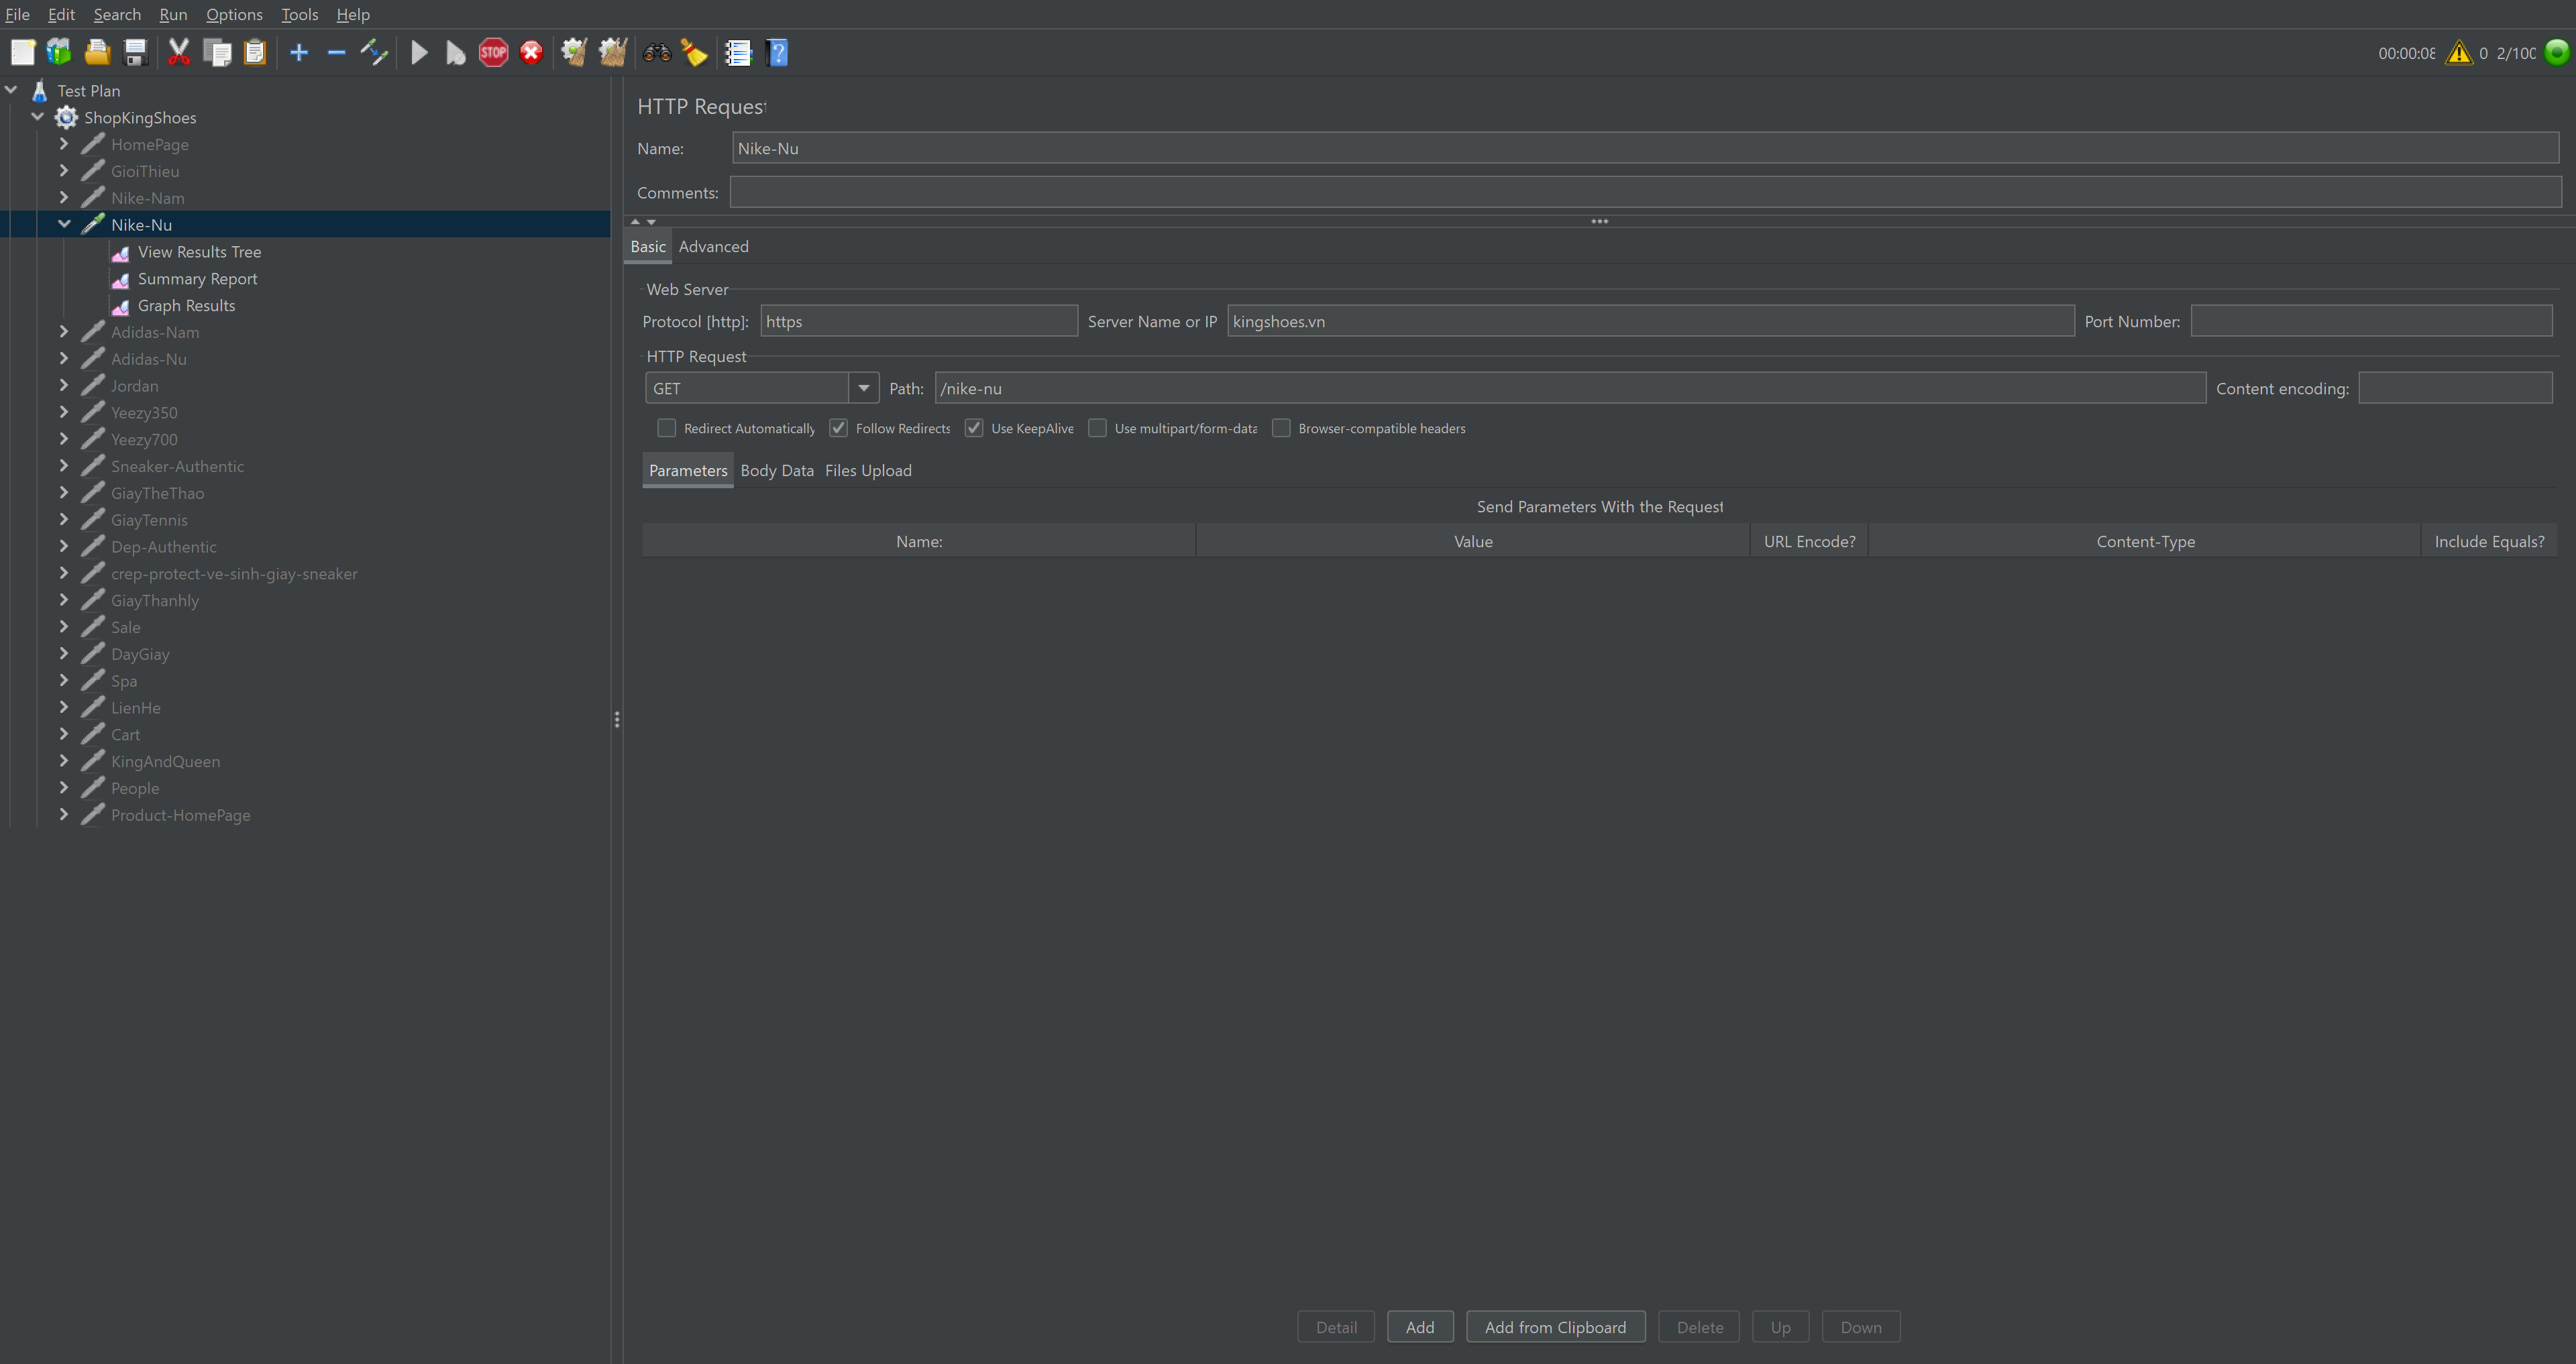 File Edit Search Run Options Tools Help
STOP
00:00:08 0 2/100
Test Plan
ShopKingShoes
HomePage
GioiThieu
Nike-Nam
Nike-Nu
View Results Tree
Summary Report
Graph Results
Adidas-Nam
Adidas-Nu
Jordan
Yeezy350
Yeezy700
Sneaker-Authentic
GiayTheThao
GiayTennis
Dep-Authentic
crep-protect-ve-sinh-giay-sneaker
GiayThanhly
Sale
DayGiay
Spa
LienHe
Cart
KingAndQueen
People
Product-HomePage
HTTP Request
Name: Nike-Nu
Comments:
Basic Advanced
Web Server
Protocol [http]: https Server Name or IP kingshoes.vn Port Number:
HTTP Request
GET Path: /nike-nu Content encoding:
Redirect Automatically Follow Redirects Use KeepAlive Use multipart/form-data Browser-compatible headers
Parameters Body Data Files Upload
Send Parameters With the Request
Name: Value URL Encode? Content-Type Include Equals?
Detail Add Add from Clipboard Delete Up Down